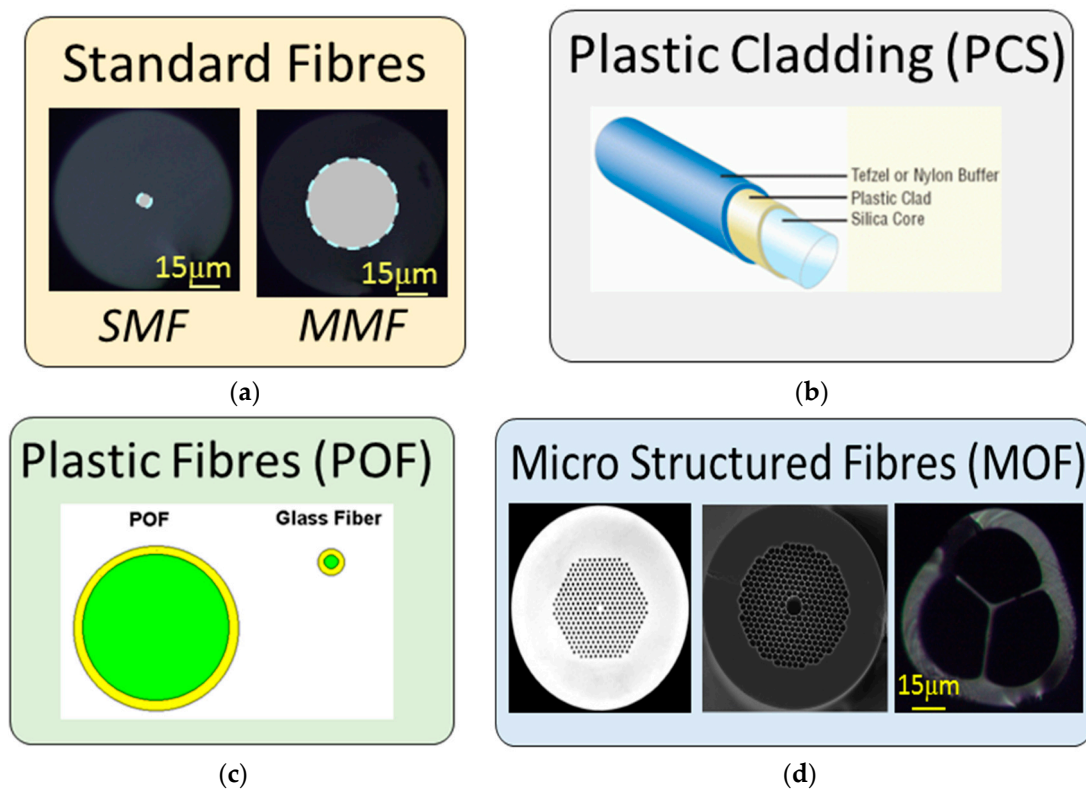 Standard Fibres
15μm
15μm
SMF
MMF
(a)
Plastic Cladding (PCS)
Tefzel or Nylon Buffer
Plastic Clad
Silica Core
(b)
Plastic Fibres (POF)
POF
Glass Fiber
(c)
Micro Structured Fibres (MOF)
15μm
(d)